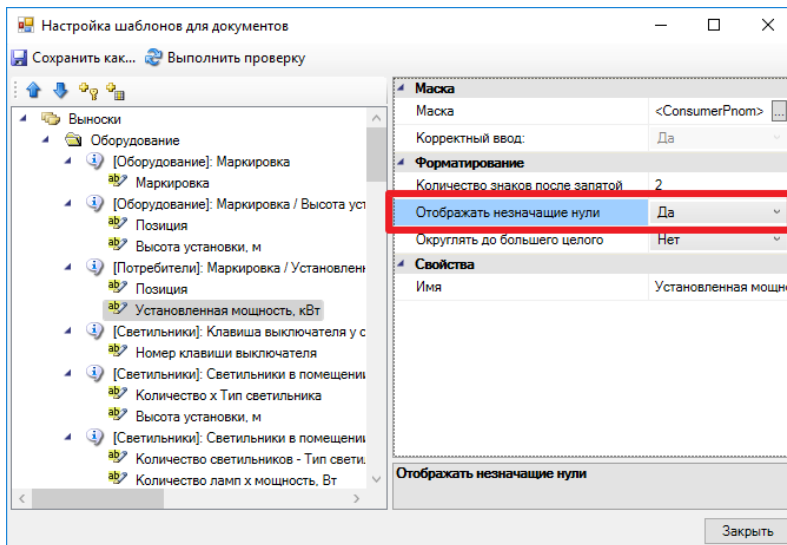 Настройка шаблонов для документов
Сохранить как... Выполнить проверку
Выноски
Оборудование
[Оборудование]: Маркировка
Маркировка
[Оборудование]: Маркировка / Высота уст
Позиция
Высота установки, м
[Потребители]: Маркировка / Установлен
Позиция
Установленная мощность, кВт
[Светильники]: Клавиша выключателя у с
Номер клавиши выключателя
[Светильники]: Светильники в помещени
Количество x Тип светильника
Высота установки, м
[Светильники]: Светильники в помещени
Количество светильников - Тип свети
Количество ламп x мощность, Вт
Маска
Маска <ConsumerPnom> ...
Корректный ввод: Да
Форматирование
Количество знаков после запятой 2
Отображать незначащие нули Да
Округлять до большего целого Нет
Свойства
Имя Установленная мощн
Отображать незначащие нули
Закрыть